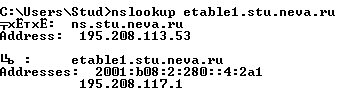 C:\Users\Stud>nslookup etable1.stu.neva.ru
╤хЁтхЁ:  ns.stu.neva.ru
Address:  195.208.113.53
:    etable1.stu.neva.ru
Addresses:  2001:b08:2:280::4:2a1
195.208.117.1